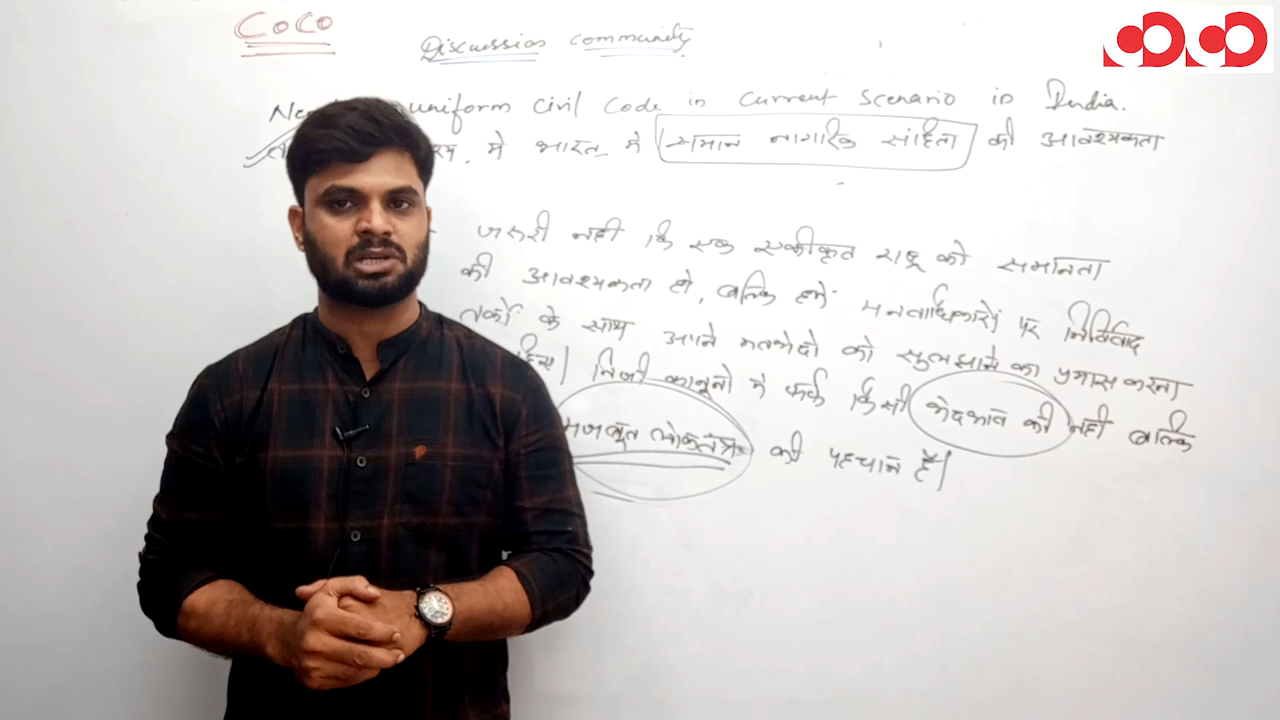 CoCo
Discussion community
uniform civil code in current scenario in India.
मे भारत मे समान नागरिक संहिता की आवश्यकता
जरुरी नही कि एक एकीकृत राष्ट्र को समानता
की आवश्यकता हो, बल्कि हमें मनवाधिकारों पर निर्विवाद
तर्कों के साथ अपने मतभेदो को सुलझाने का प्रयास करना
निजी कानूनो मे फर्क किसी भेदभाव की नही बल्कि
मजबूत लोकतंत्र की पहचान है।